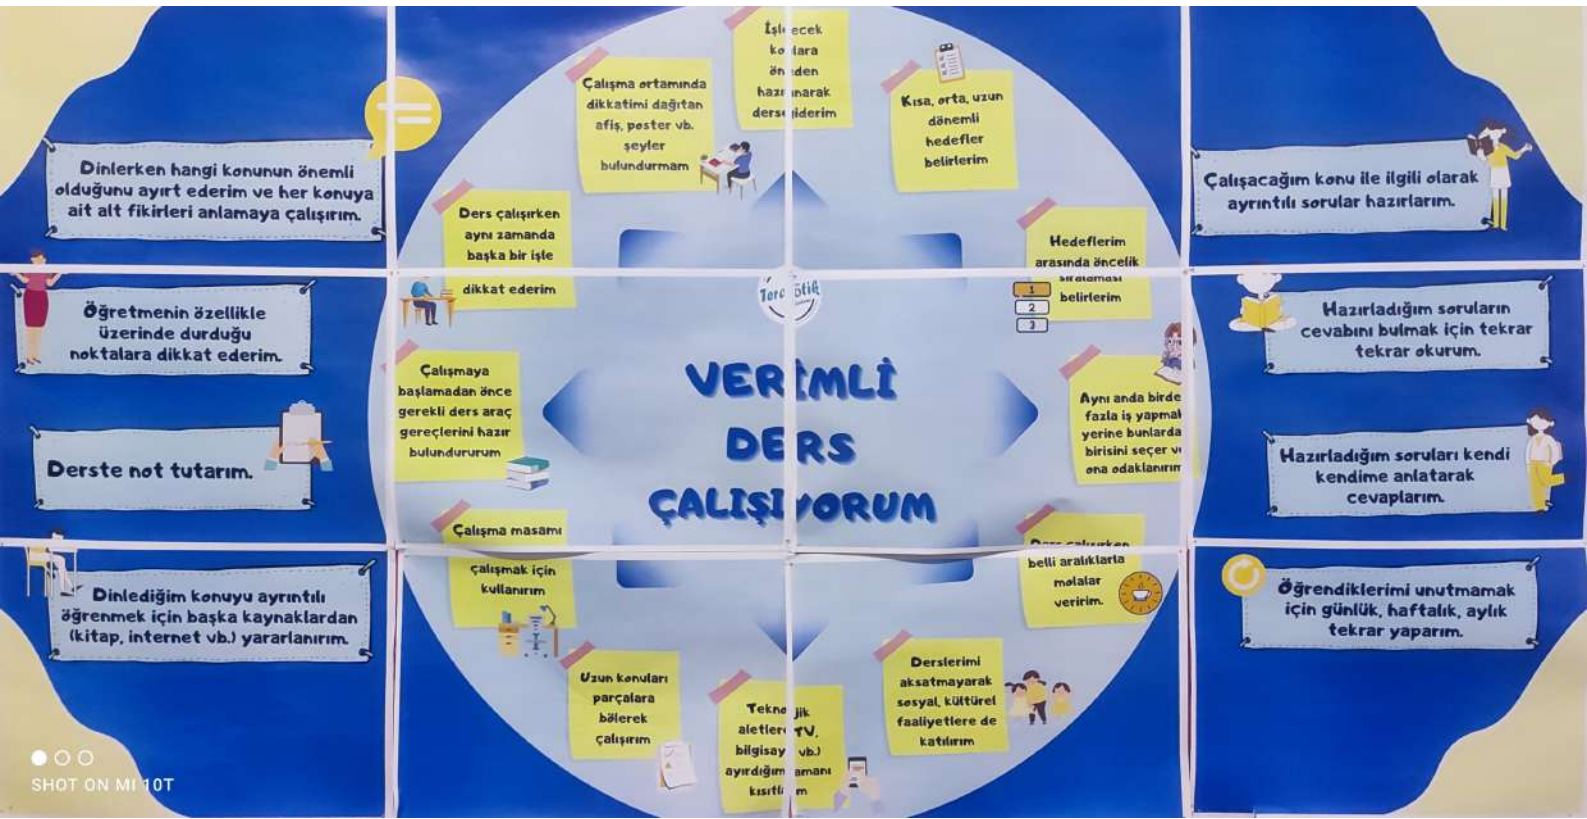 Dinlerken hangi konunun önemli
olduğunu ayırt ederim ve her konuya
ait alt fikirleri anlamaya çalışırım.
Öğretmenin özellikle
üzerinde durduğu
noktalara dikkat ederim.
Derste not tutarım.
Dinlediğim konuyu ayrıntılı
öğrenmek için başka kaynaklardan
(kitap, internet vb.) yararlanırım.
Çalışma ortamında
dikkatimi dağıtan
afiş, poster vb.
şeyler
bulundurmam
Ders çalışırken
aynı zamanda
başka bir işle
dikkat ederim
Çalışmaya
başlamadan önce
gerekli ders araç
gereçlerini hazır
bulundururum
Çalışma masamı
çalışmak için
kullanırım
Uzun konuları
parçalara
bölerek
çalışırım
önden
VERİMLİ
DERS
ÇALIŞIYORUM
aletlere TV,
vb.)
Kısa, orta, uzun
dönemli
hedefler
belirlerim
Hedeflerim
arasında öncelik
sıralaması
belirlerim
1
2
3
Aynı anda
fazla iş
yerine
birisini seçer
ona odaklanırım
Ders çalışırken
belli aralıklarla
molalar
veririm.
Derslerimi
aksatmayarak
sosyal, kültürel
faaliyetlere de
katılırım
Çalışacağım konu ile ilgili olarak
ayrıntılı sorular hazırlarım.
Hazırladığım soruların
cevabını bulmak için tekrar
tekrar okurum.
Hazırladığım soruları kendi
kendime anlatarak
cevaplarım.
Öğrendiklerimi unutmamak
için günlük, haftalık, aylık
tekrar yaparım.
SHOT ON MI 10T